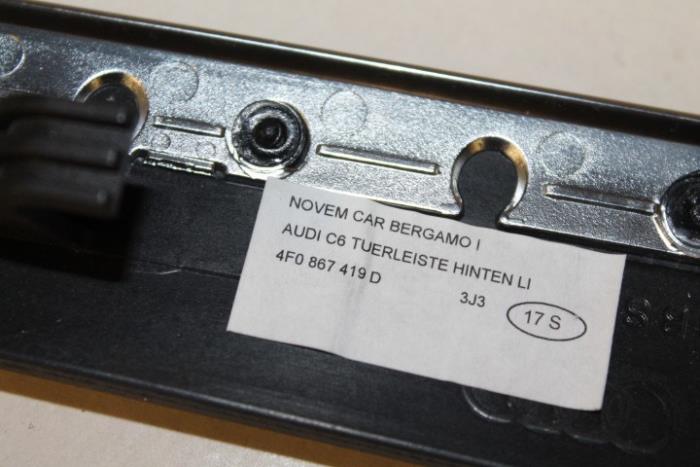 NOVEM CAR BERGAMO I
AUDI C6 TUERLEISTE HINTEN LI
4F0 867 419 D
3J3 17 S